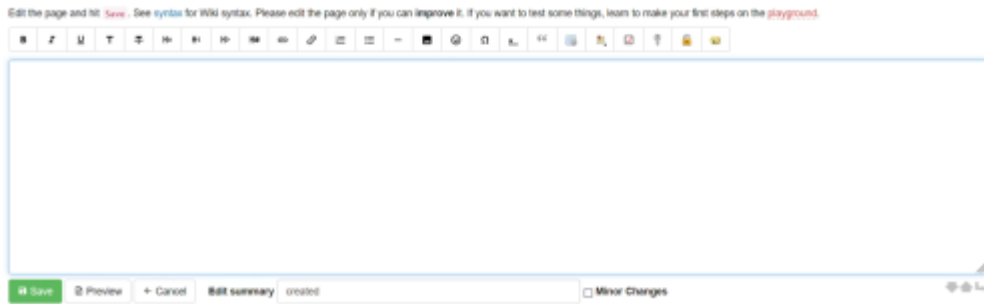 Edit the page and hit Save. See syntax for Wiki syntax. Please edit the page only if you can improve it. If you want to test some things, learn to make your first steps on the playground.
B I U T T
Save Preview Cancel Edit summary created Minor Changes